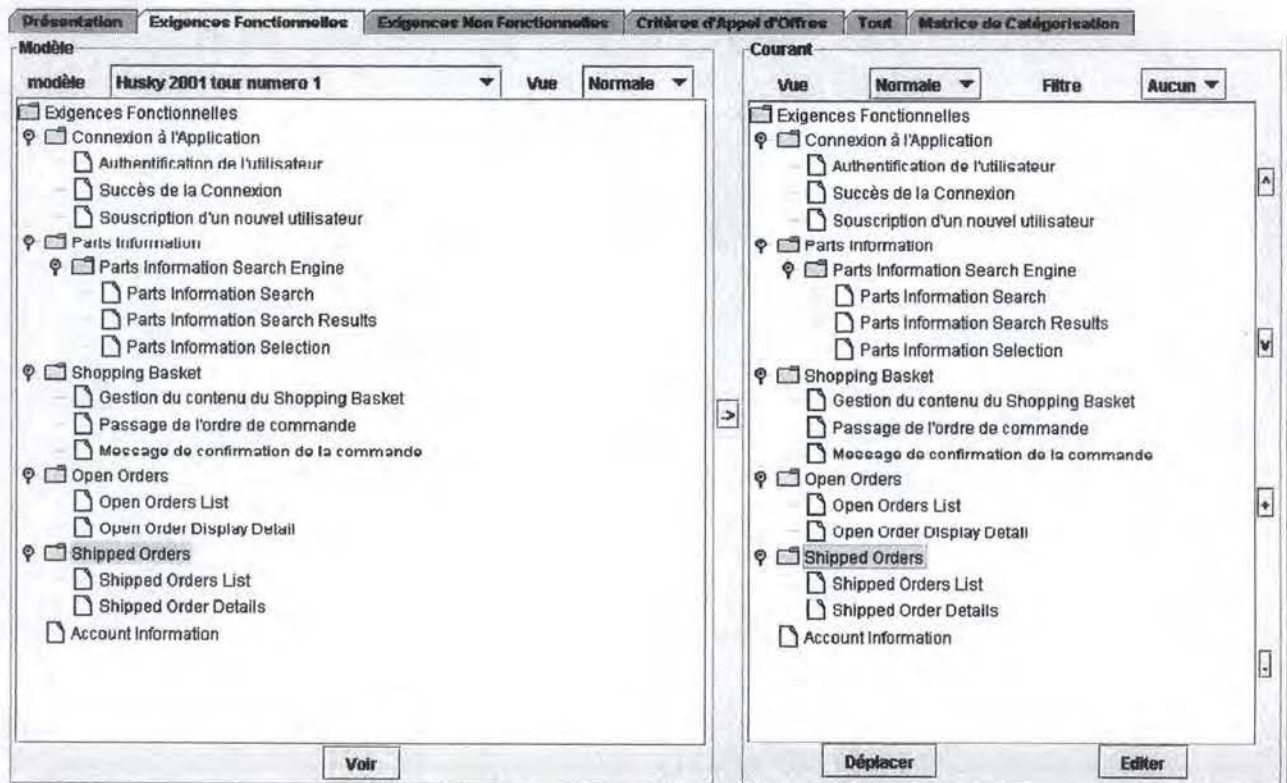 Présentation Exigences Fonctionnelles Exigences Non Fonctionnelles Critères d'Appel d'Offres Tout Matrice de Catégorisation
Modèle
modèle Husky 2001 tour numero 1 Vue Normale
Exigences Fonctionnelles
Connexion à l'Application
Authentification de l'utilisateur
Succès de la Connexion
Souscription d'un nouvel utilisateur
Parts Information
Parts Information Search Engine
Parts Information Search
Parts Information Search Results
Parts Information Selection
Shopping Basket
Gestion du contenu du Shopping Basket
Passage de l'ordre de commande
Message de confirmation de la commande
Open Orders
Open Orders List
Open Order Display Detail
Shipped Orders
Shipped Orders List
Shipped Order Details
Account Information
Voir
->
Courant
Vue Normale Filtre Aucun
Exigences Fonctionnelles
Connexion à l'Application
Authentification de l'utilisateur
Succès de la Connexion
Souscription d'un nouvel utilisateur
Parts Information
Parts Information Search Engine
Parts Information Search
Parts Information Search Results
Parts Information Selection
Shopping Basket
Gestion du contenu du Shopping Basket
Passage de l'ordre de commande
Message de confirmation de la commande
Open Orders
Open Orders List
Open Order Display Detail
Shipped Orders
Shipped Orders List
Shipped Order Details
Account Information
^
v
+
-
Déplacer Editer